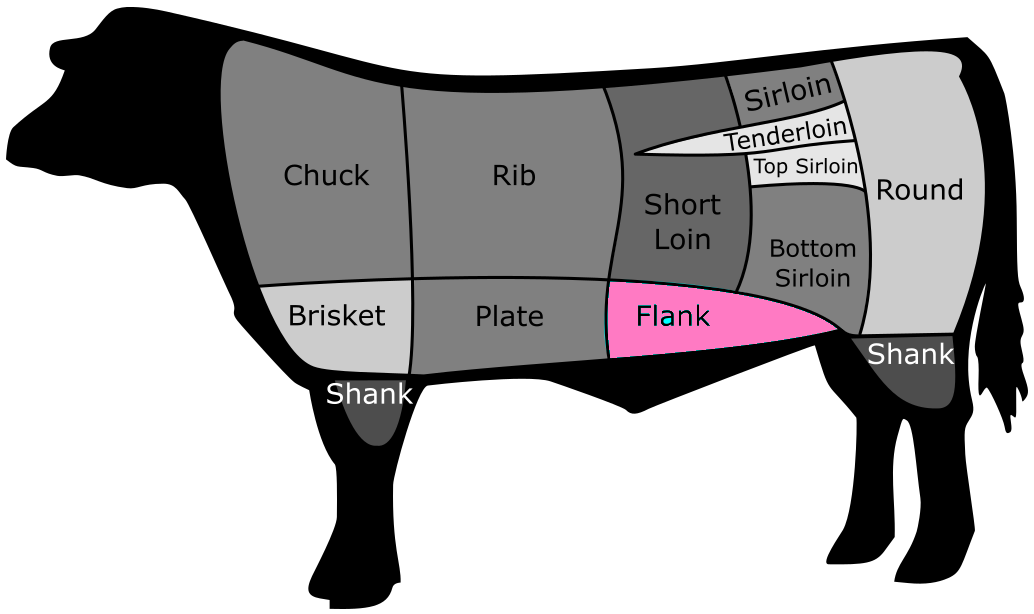 Sirloin
Tenderloin
Top Sirloin
Chuck
Rib
Round
Short
Loin
Bottom
Sirloin
Brisket
Plate
Flank
Shank
Shank